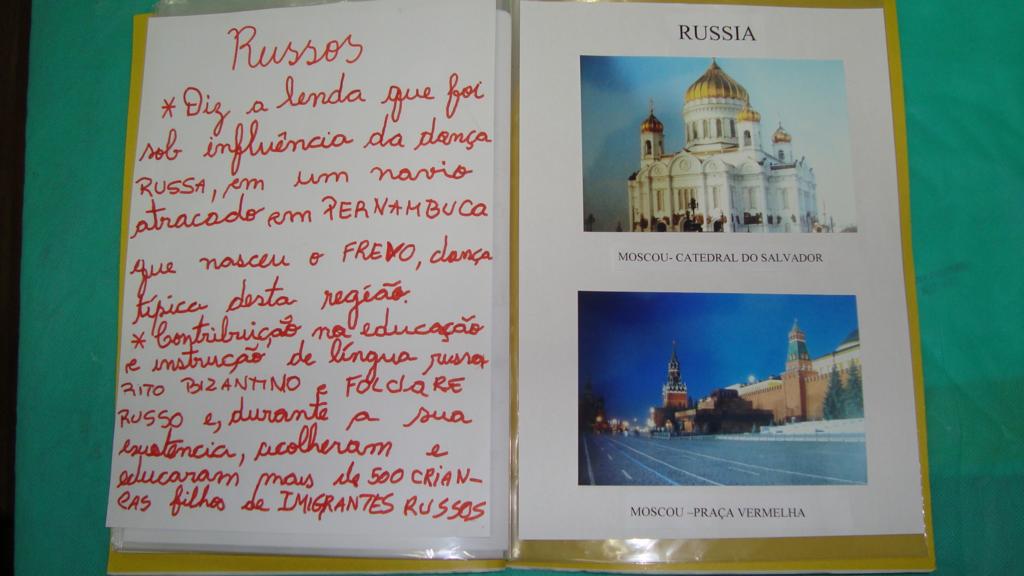 Russos
* Diz a lenda que foi
sob influência da dança
RUSSA, em um navio
atracado em PERNAMBUCA
que nasceu o FREVO, dança
típica desta região.
* Contribuição na educação
e instrução de língua russa
RITO BIZANTINO e FOLCLARE
RUSSO e, durante a sua
existência, acolheram e
educaram mais de 500 CRIAN-
ÇAS filhos de IMIGRANTES RUSSOS
RUSSIA
MOSCOU- CATEDRAL DO SALVADOR
MOSCOU –PRAÇA VERMELHA